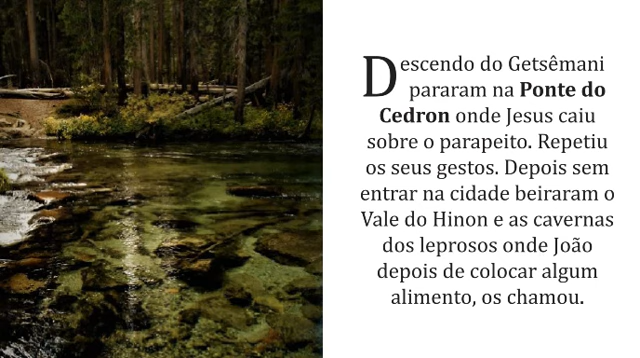 Descendo do Getsêmani
pararam na Ponte do
Cedron onde Jesus caiu
sobre o parapeito. Repetiu
os seus gestos. Depois sem
entrar na cidade beiraram o
Vale do Hinon e as cavernas
dos leprosos onde João
depois de colocar algum
alimento, os chamou.